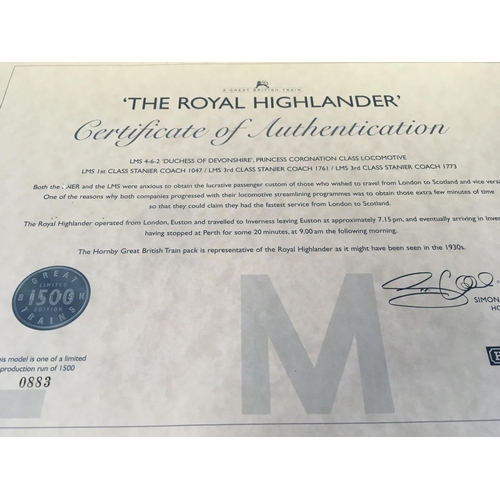 A GREAT BRITISH TRAIN
'THE ROYAL HIGHLANDER'
Certificate of Authentication
LMS 4-6-2 'DUCHESS OF DEVONSHIRE', PRINCESS CORONATION CLASS LOCOMOTIVE
LMS 1st CLASS STANIER COACH 1047 / LMS 3rd CLASS STANIER COACH 1761 / LMS 3rd CLASS STANIER COACH 1773
Both the LNER and the LMS were anxious to obtain the lucrative passenger custom of those who wished to travel from London to Scotland and vice vers
One of the reasons why both companies progressed with their locomotive streamlining programmes was to obtain those extra few minutes of time
so that they could claim they had the fastest service from London to Scotland.
The Royal Highlander operated from London, Euston and travelled to Inverness leaving Euston at approximately 7.15pm, and eventually arriving in Inver
having stopped at Perth for some 20 minutes, at 9.00am the following morning.
The Hornby Great British Train pack is representative of the Royal Highlander as it might have been seen in the 1930s.
GREAT
LIMITED
B 1500 H
EDITION
TRAINS
SIMON
HO
M
his model is one of a limited
production run of 1500
0883